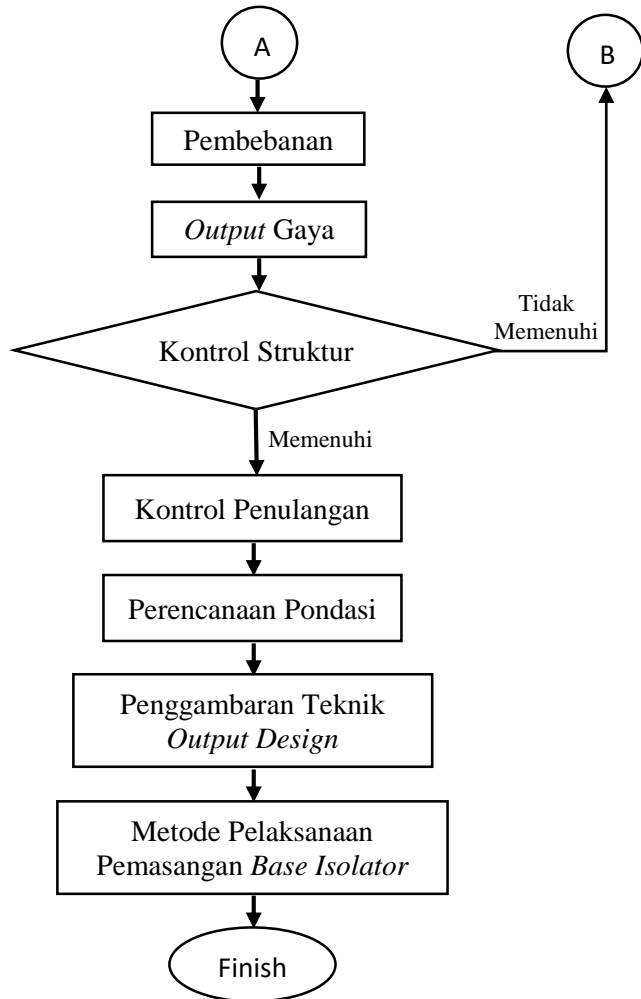 A
B
Pembebanan
Output Gaya
Tidak
Memenuhi
Kontrol Struktur
Memenuhi
Kontrol Penulangan
Perencanaan Pondasi
Penggambaran Teknik
Output Design
Metode Pelaksanaan
Pemasangan Base Isolator
Finish